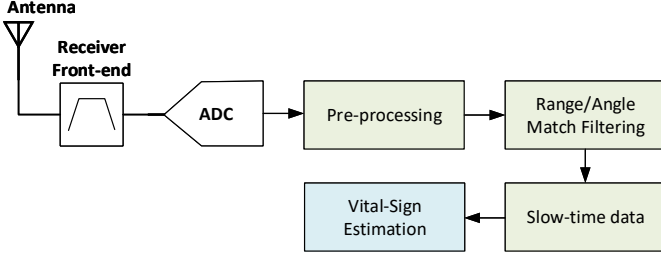 Antenna
Receiver
Front-end
ADC
Pre-processing
Range/Angle
Match Filtering
Vital-Sign
Estimation
Slow-time data